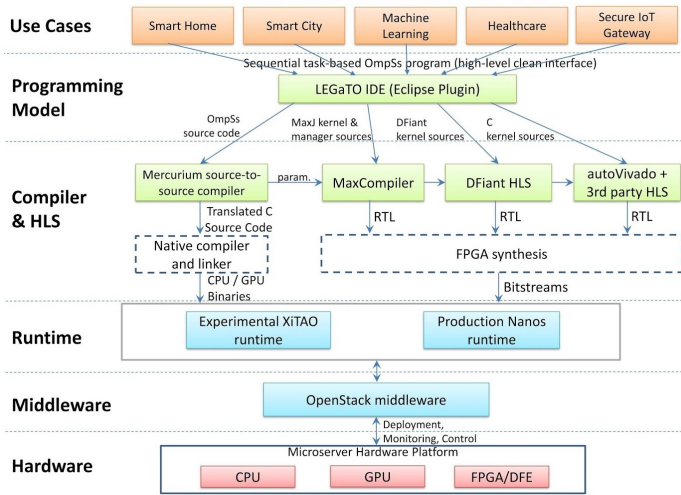 Use Cases
Smart Home
Smart City
Machine
Learning
Healthcare
Secure IoT
Gateway
Sequential task-based OmpSs program (high-level clean interface)
Programming
Model
LEGaTO IDE (Eclipse Plugin)
OmpSs
source code
MaxJ kernel &
manager sources
DFiant
kernel sources
C
kernel sources
Compiler
& HLS
Mercurium source-to-
source compiler
param.
MaxCompiler
DFiant HLS
autoVivado +
3rd party HLS
Translated C
Source Code
RTL
RTL
RTL
Native compiler
and linker
FPGA synthesis
CPU / GPU
Binaries
Bitstreams
Runtime
Experimental XiTAO
runtime
Production Nanos
runtime
Middleware
OpenStack middleware
Deployment,
Monitoring, Control
Hardware
Microserver Hardware Platform
CPU
GPU
FPGA/DFE